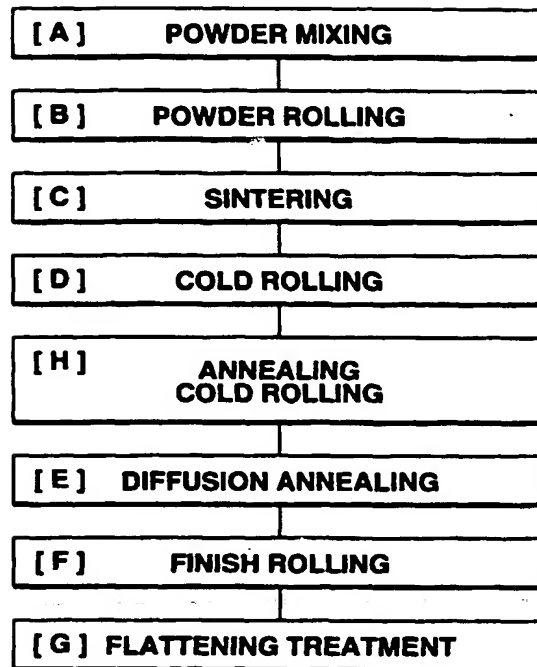 [A] POWDER MIXING
[B] POWDER ROLLING
[C] SINTERING
[D] COLD ROLLING
[H] ANNEALING
COLD ROLLING
[E] DIFFUSION ANNEALING
[F] FINISH ROLLING
[G] FLATTENING TREATMENT